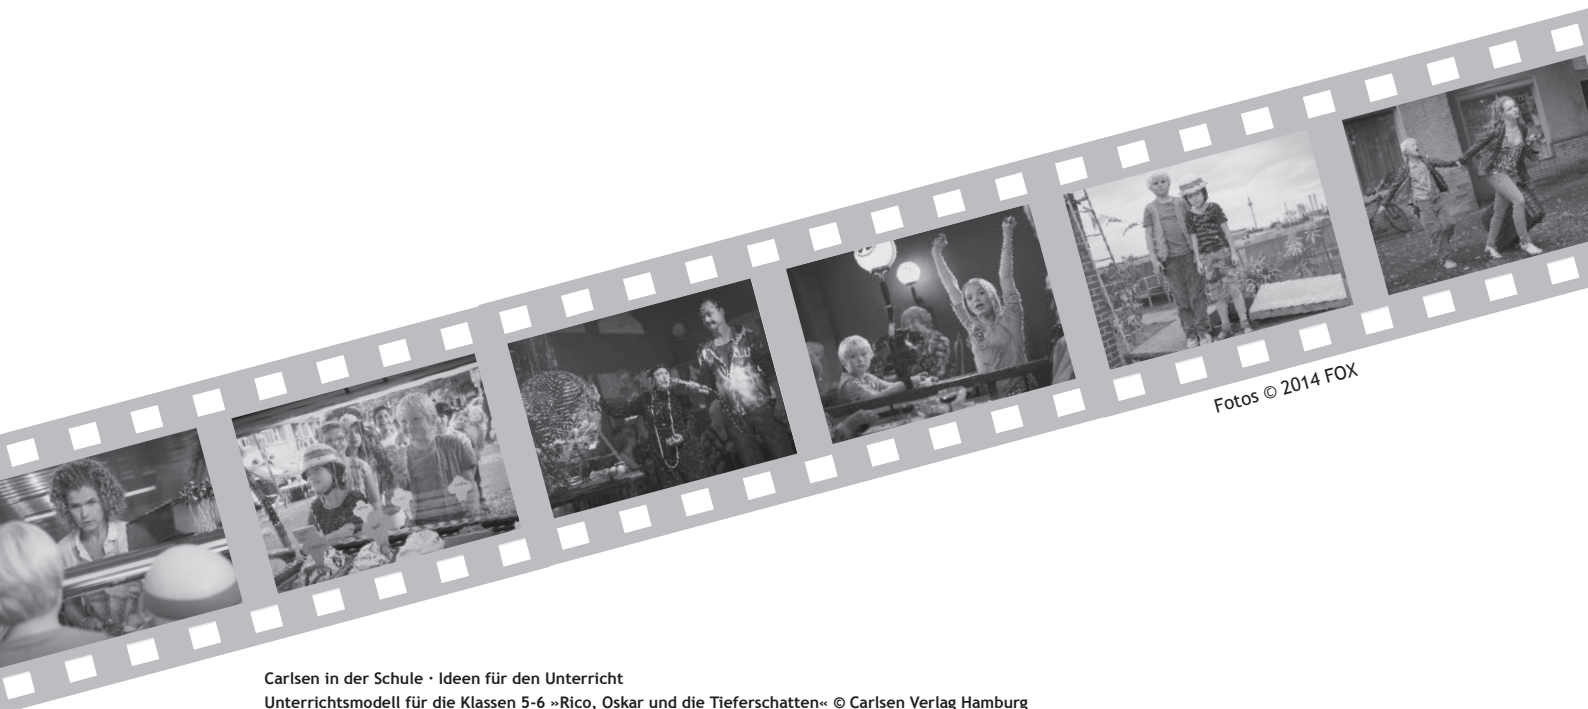 Fotos © 2014 FOX
Carlsen in der Schule · Ideen für den Unterricht
Unterrichtsmodell für die Klassen 5-6 »Rico, Oskar und die Tieferschatten« © Carlsen Verlag Hamburg